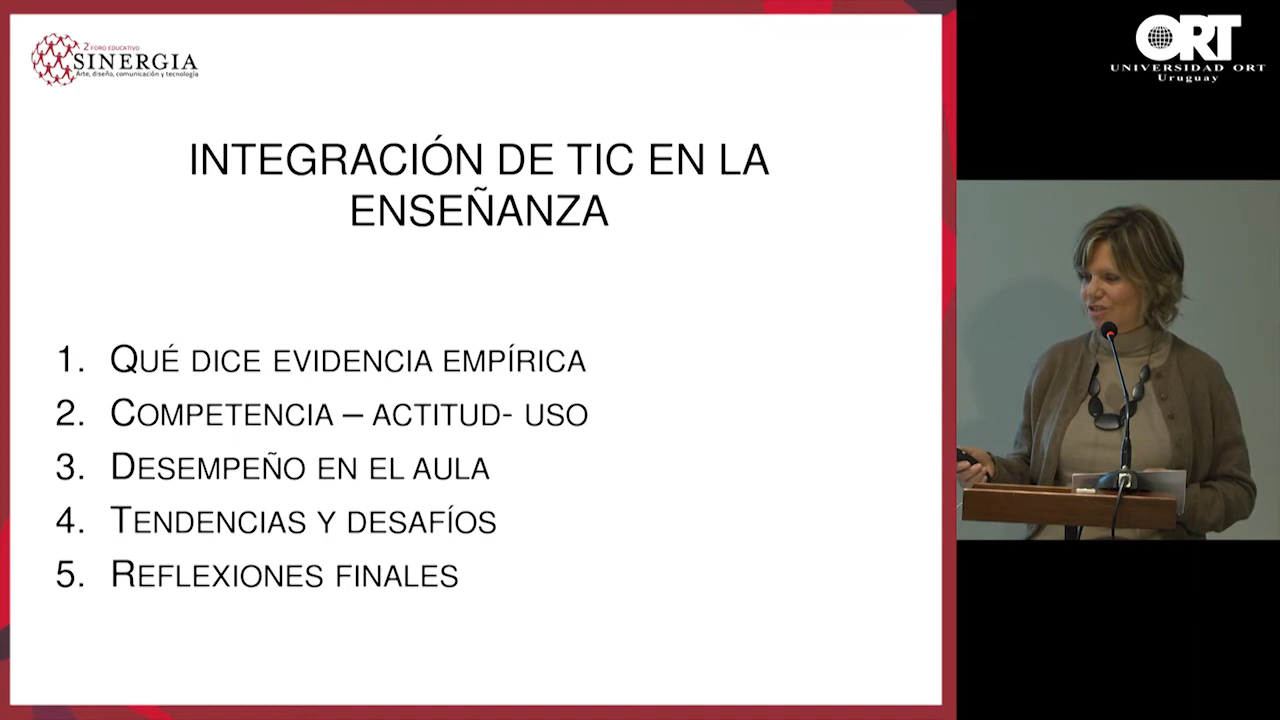 2 FORO EDUCATIVO
SINERGIA
Arte, diseño, comunicación y tecnología
INTEGRACIÓN DE TIC EN LA
ENSEÑANZA
1. QUÉ DICE EVIDENCIA EMPÍRICA
2. COMPETENCIA – ACTITUD- USO
3. DESEMPEÑO EN EL AULA
4. TENDENCIAS Y DESAFÍOS
5. REFLEXIONES FINALES
ORT
UNIVERSIDAD ORT
Uruguay